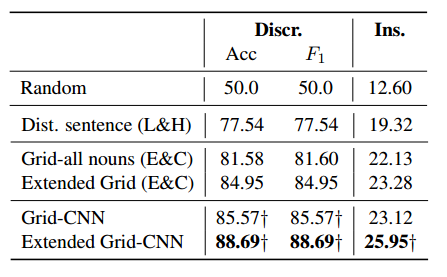 Discr. Ins.
Acc F1
Random 50.0 50.0 12.60
Dist. sentence (L&H) 77.54 77.54 19.32
Grid-all nouns (E&C) 81.58 81.60 22.13
Extended Grid (E&C) 84.95 84.95 23.28
Grid-CNN 85.57† 85.57† 23.12
Extended Grid-CNN 88.69† 88.69† 25.95†